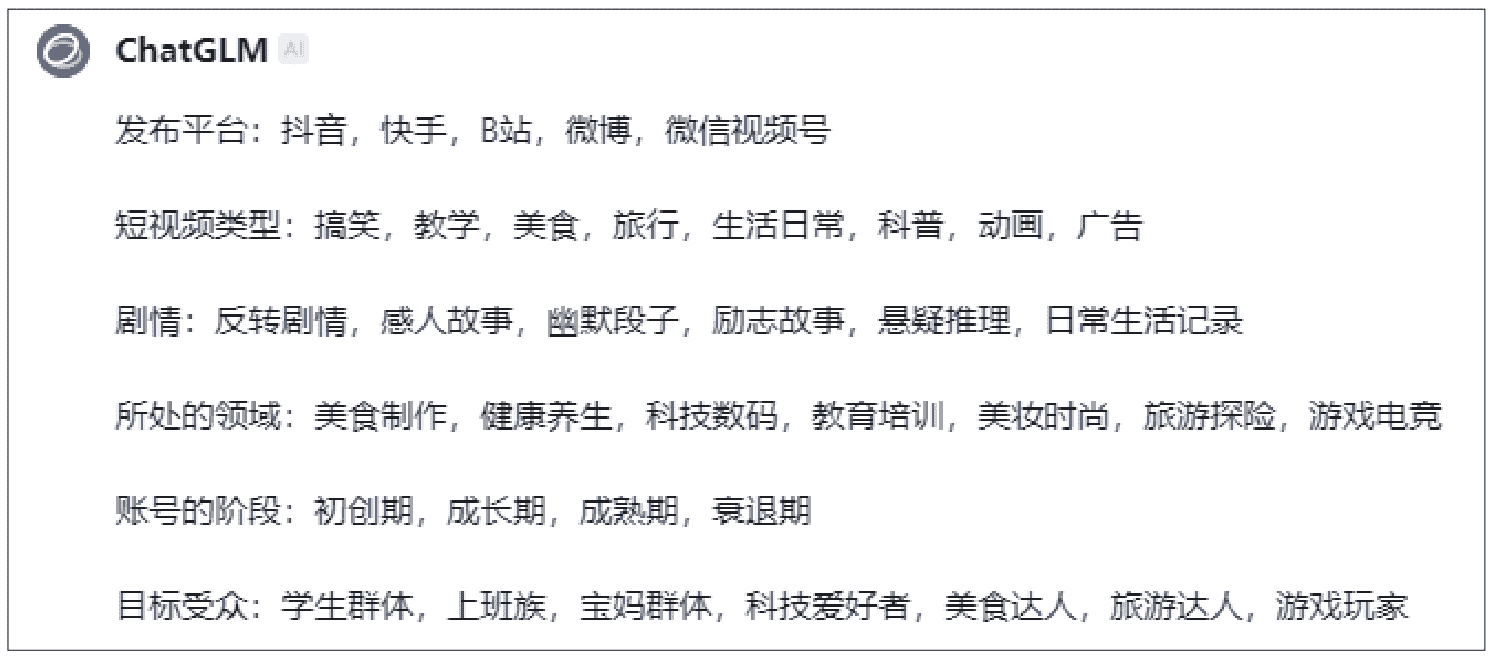 ChatGLM AI
发布平台：抖音，快手，B站，微博，微信视频号
短视频类型：搞笑，教学，美食，旅行，生活日常，科普，动画，广告
剧情：反转剧情，感人故事，幽默段子，励志故事，悬疑推理，日常生活记录
所处的领域：美食制作，健康养生，科技数码，教育培训，美妆时尚，旅游探险，游戏电竞
账号的阶段：初创期，成长期，成熟期，衰退期
目标受众：学生群体，上班族，宝妈群体，科技爱好者，美食达人，旅游达人，游戏玩家